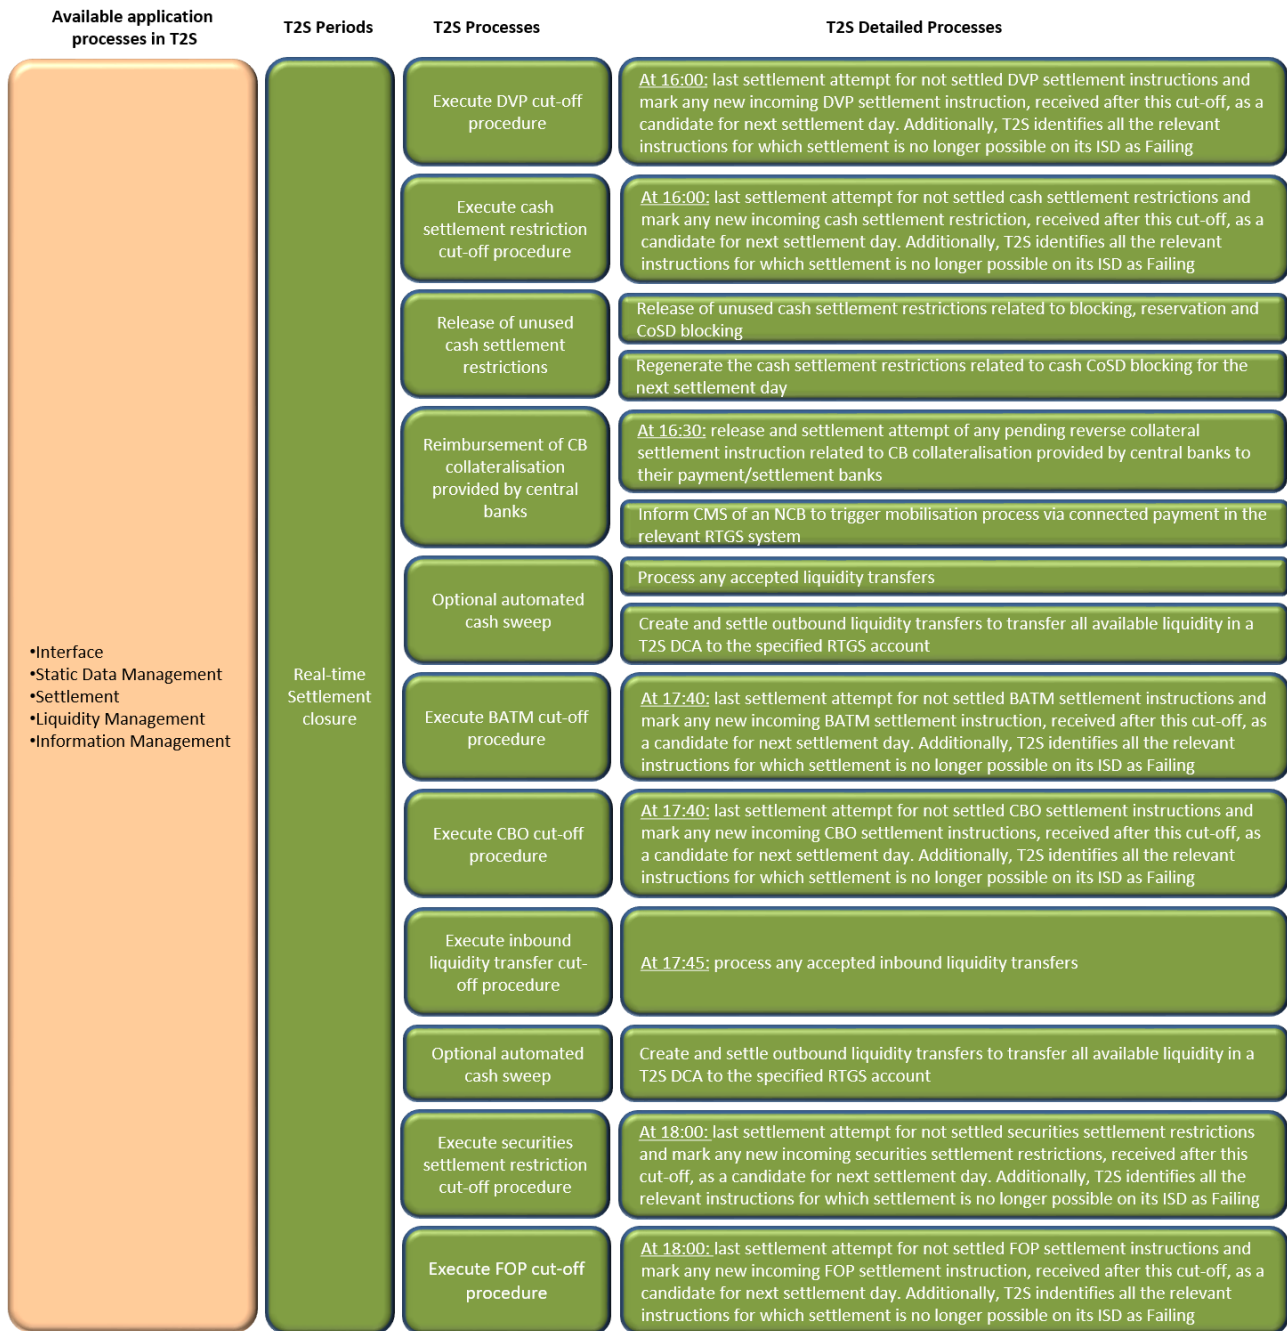 Available application
processes in T2S
T2S Periods
T2S Processes
T2S Detailed Processes
•Interface
•Static Data Management
•Settlement
•Liquidity Management
•Information Management
Real-time
Settlement
closure
Execute DVP cut-off
procedure
At 16:00: last settlement attempt for not settled DVP settlement instructions and
mark any new incoming DVP settlement instruction, received after this cut-off, as a
candidate for next settlement day. Additionally, T2S identifies all the relevant
instructions for which settlement is no longer possible on its ISD as Failing
Execute cash
settlement restriction
cut-off procedure
At 16:00: last settlement attempt for not settled cash settlement restrictions and
mark any new incoming cash settlement restriction, received after this cut-off, as
a candidate for next settlement day. Additionally, T2S identifies all the relevant
instructions for which settlement is no longer possible on its ISD as Failing
Release of unused
cash settlement
restrictions
Release of unused cash settlement restrictions related to blocking, reservation and
CoSD blocking
Regenerate the cash settlement restrictions related to cash CoSD blocking for the
next settlement day
Reimbursement of CB
collateralisation
provided by central
banks
At 16:30: release and settlement attempt of any pending reverse collateral
settlement instruction related to CB collateralisation provided by central banks to
their payment/settlement banks
Inform CMS of an NCB to trigger mobilisation process via connected payment in the
relevant RTGS system
Optional automated
cash sweep
Process any accepted liquidity transfers
Create and settle outbound liquidity transfers to transfer all available liquidity in a
T2S DCA to the specified RTGS account
Execute BATM cut-off
procedure
At 17:40: last settlement attempt for not settled BATM settlement instructions and
mark any new incoming BATM settlement instruction, received after this cut-off, as
a candidate for next settlement day. Additionally, T2S identifies all the relevant
instructions for which settlement is no longer possible on its ISD as Failing
Execute CBO cut-off
procedure
At 17:40: last settlement attempt for not settled CBO settlement instructions and
mark any new incoming CBO settlement instructions, received after this cut-off, as
a candidate for next settlement day. Additionally, T2S identifies all the relevant
instructions for which settlement is no longer possible on its ISD as Failing
Execute inbound
liquidity transfer cut-
off procedure
At 17:45: process any accepted inbound liquidity transfers
Optional automated
cash sweep
Create and settle outbound liquidity transfers to transfer all available liquidity in a
T2S DCA to the specified RTGS account
Execute securities
settlement restriction
cut-off procedure
At 18:00: last settlement attempt for not settled securities settlement restrictions
and mark any new incoming securities settlement restrictions, received after this
cut-off, as a candidate for next settlement day. Additionally, T2S identifies all the
relevant instructions for which settlement is no longer possible on its ISD as Failing
Execute FOP cut-off
procedure
At 18:00: last settlement attempt for not settled FOP settlement instructions and
mark any new incoming FOP settlement instruction, received after this cut-off, as a
candidate for next settlement day. Additionally, T2S indentifies all the relevant
instructions for which settlement is no longer possible on its ISD as Failing